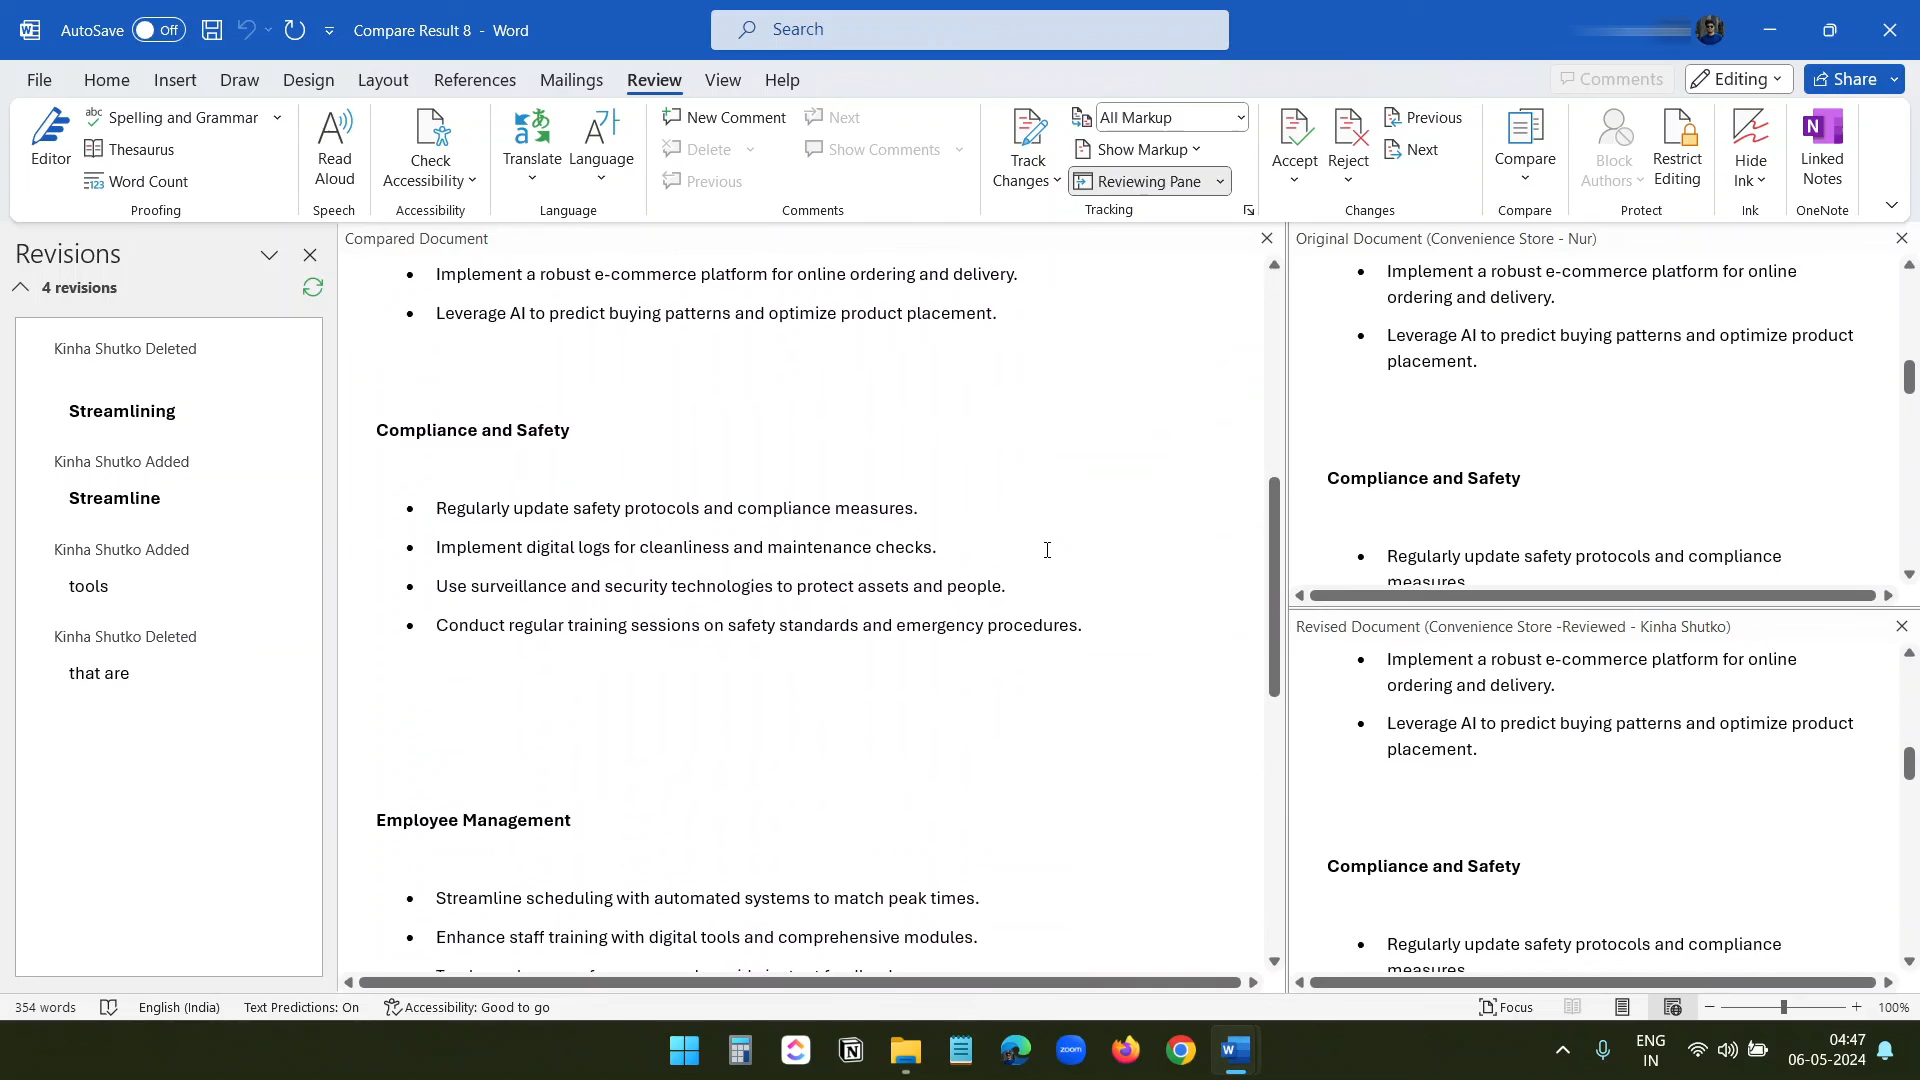 AutoSave Off Compare Result 8 - Word Search
File Home Insert Draw Design Layout References Mailings Review View Help Comments Editing Share
Editor
abc Spelling and Grammar
Thesaurus
123 Word Count
Proofing
Read
Aloud
Speech
Check
Accessibility
Accessibility
Translate
Language
Language
New Comment
Delete
Previous
Next
Show Comments
Comments
Track
Changes
All Markup
Show Markup
Reviewing Pane
Tracking
Accept
Reject
Previous
Next
Changes
Compare
Compare
Block
Authors
Restrict
Editing
Protect
Hide
Ink
Ink
Linked
Notes
OneNote
Revisions
4 revisions
Kinha Shutko Deleted
Streamlining
Kinha Shutko Added
Streamline
Kinha Shutko Added
tools
Kinha Shutko Deleted
that are
Compared Document
• Implement a robust e-commerce platform for online ordering and delivery.
• Leverage AI to predict buying patterns and optimize product placement.
Compliance and Safety
• Regularly update safety protocols and compliance measures.
• Implement digital logs for cleanliness and maintenance checks.
• Use surveillance and security technologies to protect assets and people.
• Conduct regular training sessions on safety standards and emergency procedures.
Employee Management
• Streamline scheduling with automated systems to match peak times.
• Enhance staff training with digital tools and comprehensive modules.
Original Document (Convenience Store - Nur)
• Implement a robust e-commerce platform for online
ordering and delivery.
• Leverage AI to predict buying patterns and optimize product
placement.
Compliance and Safety
• Regularly update safety protocols and compliance
measures
Revised Document (Convenience Store -Reviewed - Kinha Shutko)
• Implement a robust e-commerce platform for online
ordering and delivery.
• Leverage AI to predict buying patterns and optimize product
placement.
Compliance and Safety
• Regularly update safety protocols and compliance
measures
354 words English (India) Text Predictions: On Accessibility: Good to go Focus 100%
zoom
ENG
IN
04:47
06-05-2024